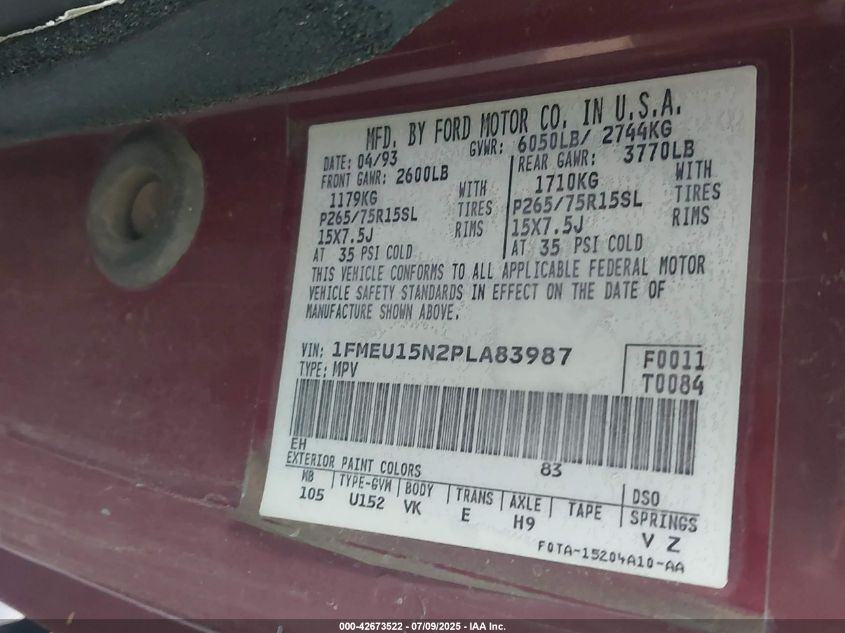 MFD. BY FORD MOTOR CO. IN U.S.A.
DATE: 04/93 GVWR: 6050LB/ 2744KG
FRONT GAWR: 2600LB REAR GAWR: 3770LB
1179KG WITH 1710KG WITH
P265/75R15SL TIRES P265/75R15SL TIRES
15X7.5J RIMS 15X7.5J RIMS
AT 35 PSI COLD AT 35 PSI COLD
THIS VEHICLE CONFORMS TO ALL APPLICABLE FEDERAL MOTOR
VEHICLE SAFETY STANDARDS IN EFFECT ON THE DATE OF
MANUFACTURE SHOWN ABOVE.
VIN: 1FMEU15N2PLA83987 F0011
TYPE: MPV T0084
EH 83
EXTERIOR PAINT COLORS DSO
WB TYPE-GVM BODY TRANS AXLE TAPE SPRINGS
105 U152 VK E H9 V Z
F0TA-15204A10-AA
000-42673522 - 07/09/2025 - IAA Inc.